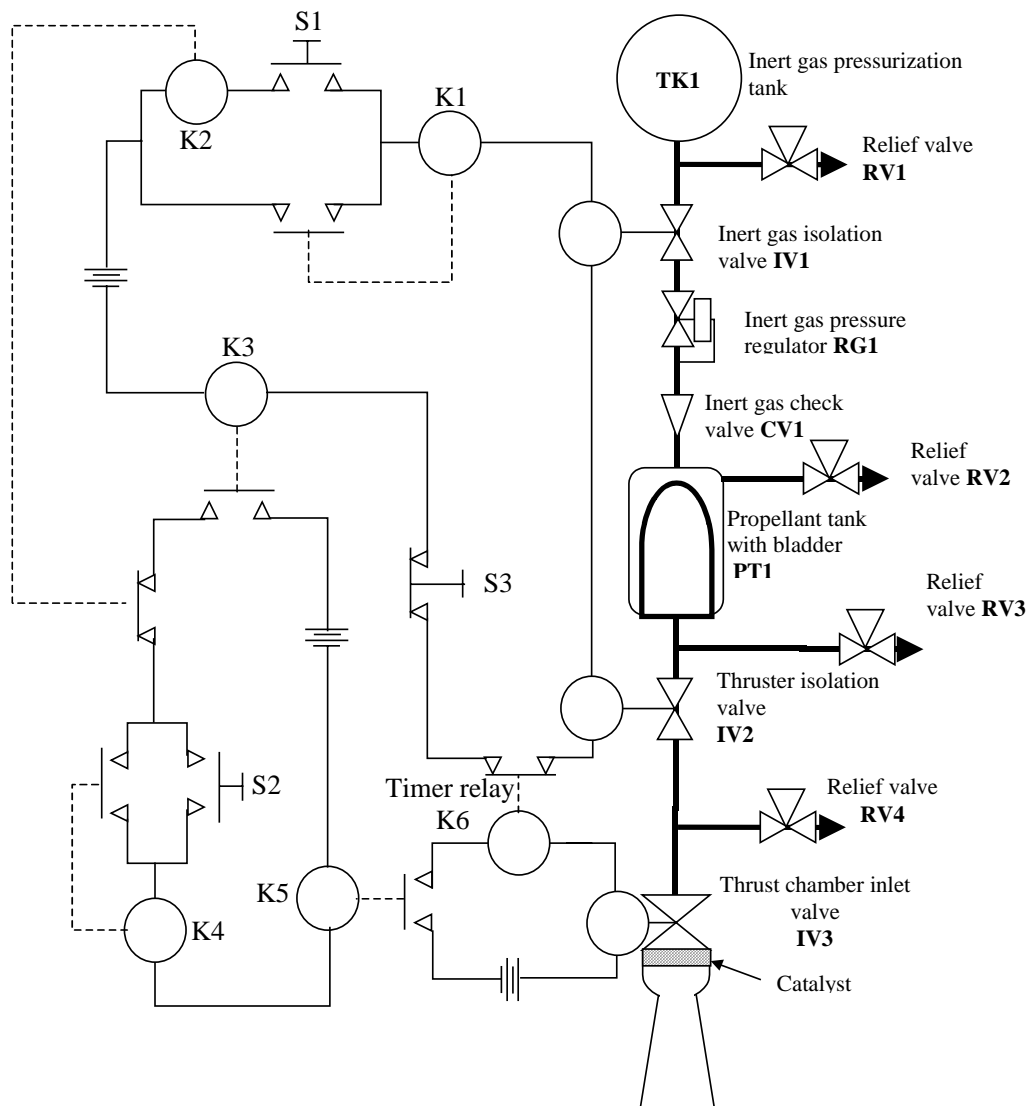 S1
TK1
Inert gas pressurization
tank
K2
K1
Relief valve
RV1
Inert gas isolation
valve IV1
Inert gas pressure
regulator RG1
K3
Inert gas check
valve CV1
Relief
valve RV2
Propellant tank
with bladder
PT1
S3
Relief
valve RV3
Thruster isolation
valve
IV2
S2
Timer relay
K6
Relief valve
RV4
K5
K4
Thrust chamber inlet
valve
IV3
Catalyst